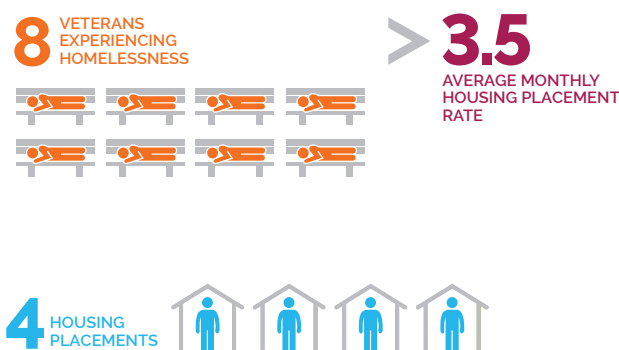 8 VETERANS
EXPERIENCING
HOMELESSNESS
> 3.5
AVERAGE MONTHLY
HOUSING PLACEMENT
RATE
4 HOUSING
PLACEMENTS